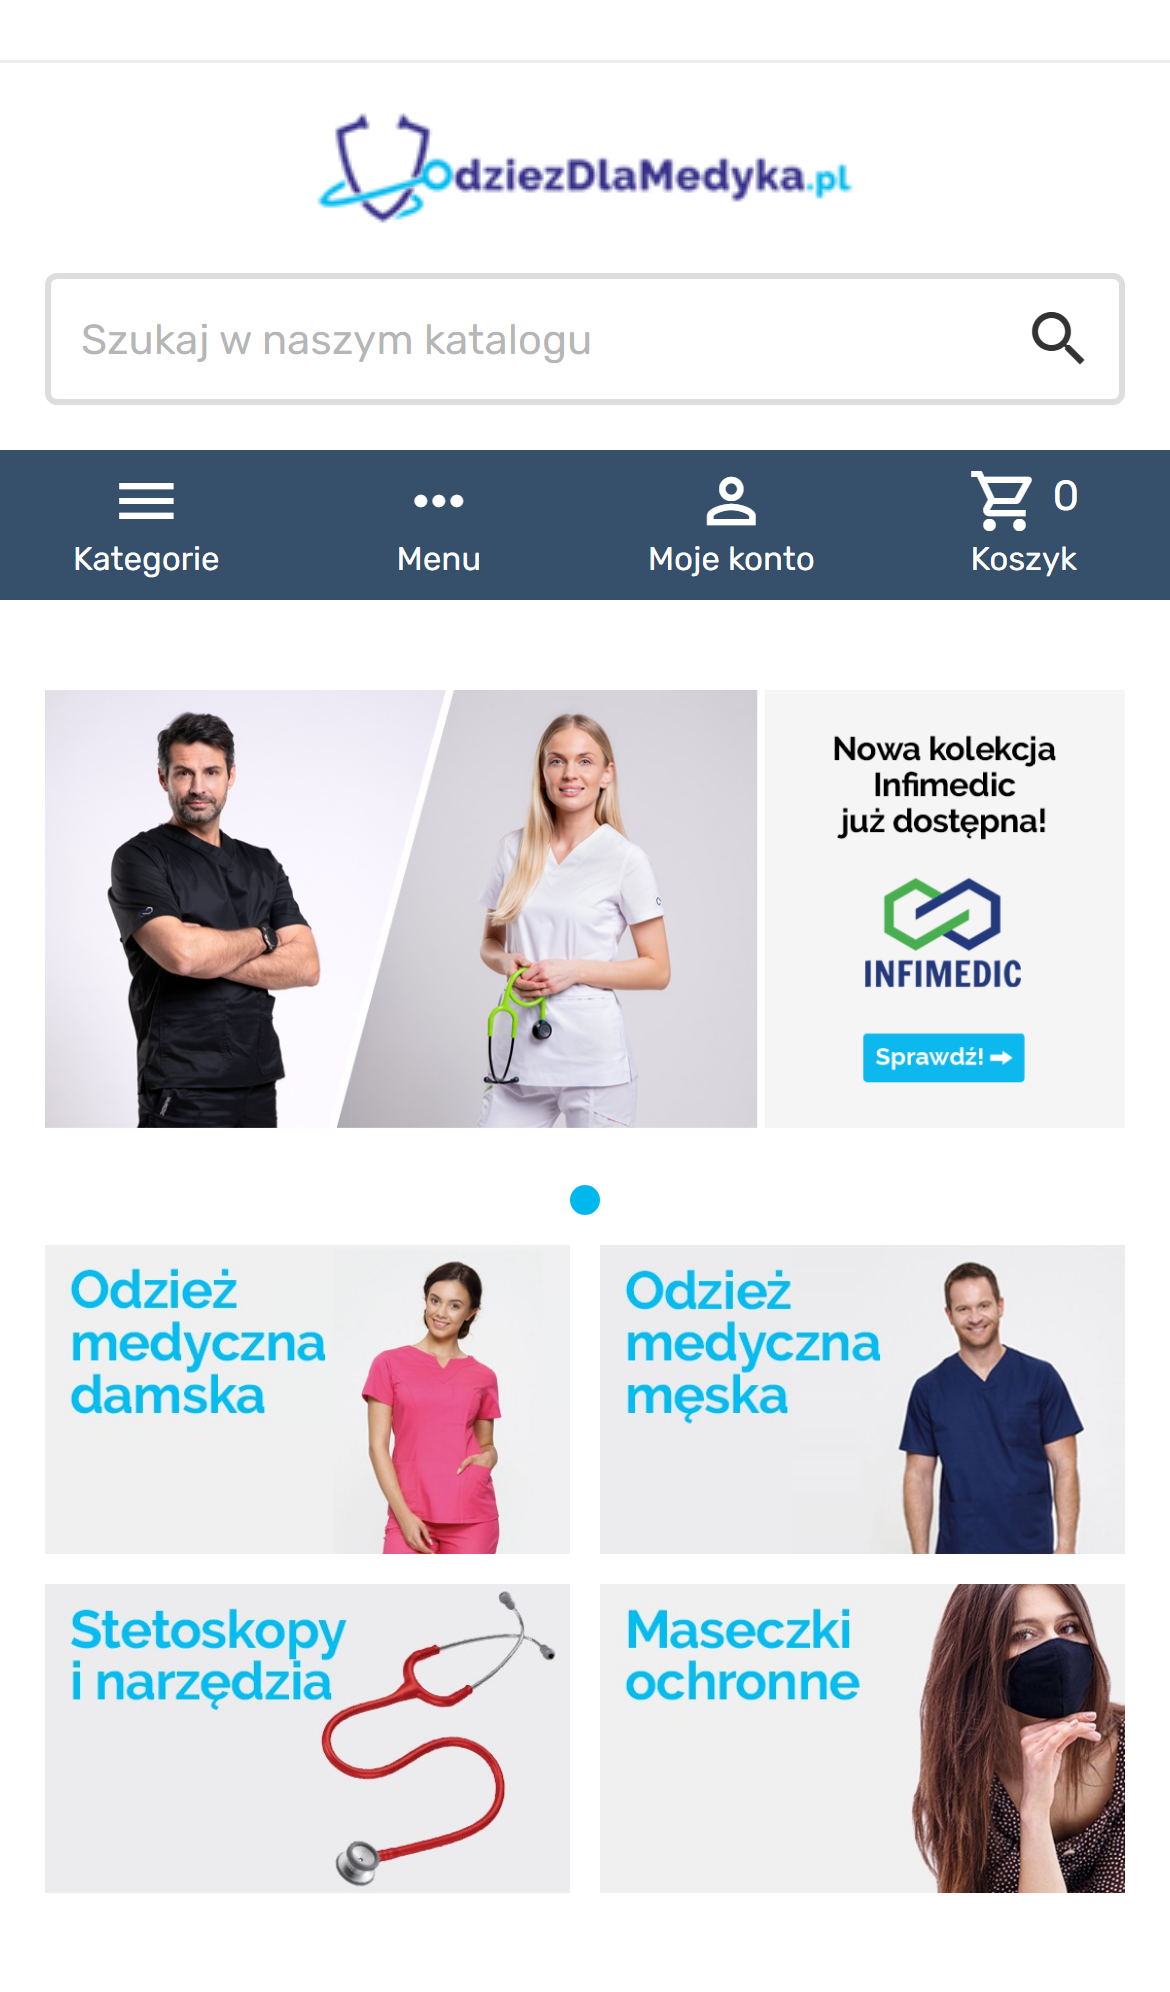 OdziezDlaMedyka.pl
Szukaj w naszym katalogu
0
Kategorie
Menu
Moje konto
Koszyk
Nowa kolekcja
Infimedic
już dostępna!
INFIMEDIC
Sprawdź!
Odzież
medyczna
damska
Odzież
medyczna
męska
Stetoskopy
i narzędzia
Maseczki
ochronne